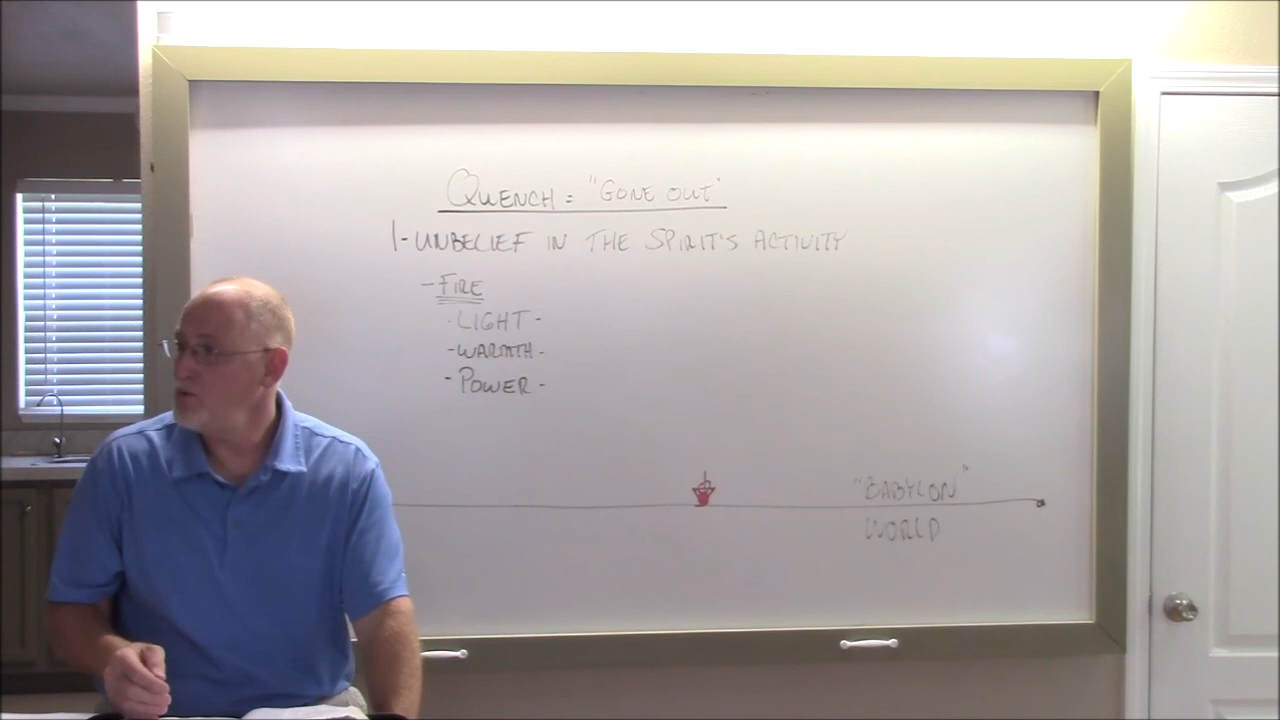 QUENCH = "GONE OUT"
1-UNBELIEF IN THE SPIRIT'S ACTIVITY
-FIRE
-LIGHT-
-WARMTH-
-POWER-
"BABYLON"
WORLD